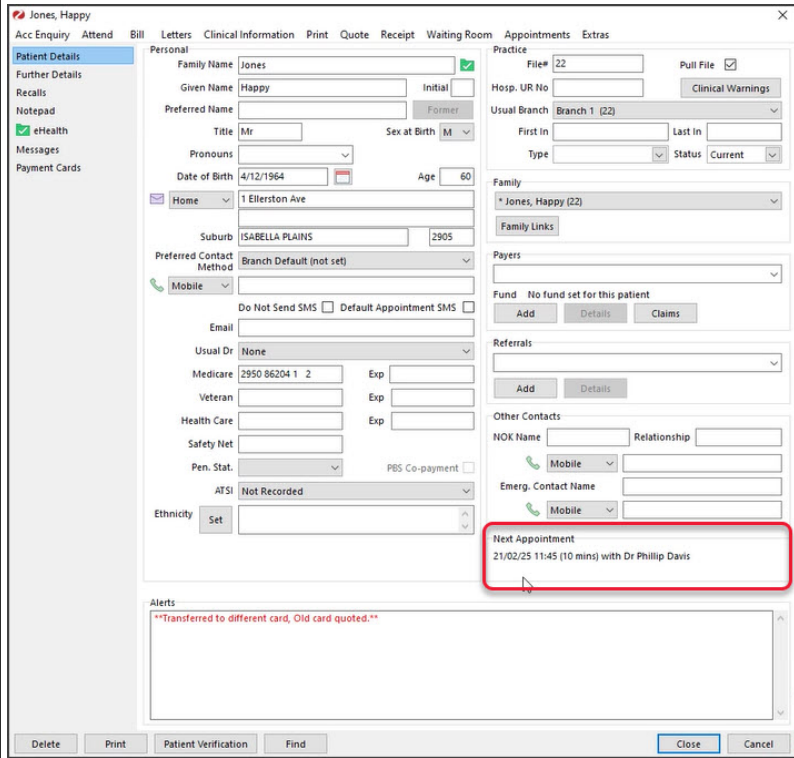 Jones, Happy
Acc Enquiry Attend Bill Letters Clinical Information Print Quote Receipt Waiting Room Appointments Extras
Patient Details
Further Details
Recalls
Notepad
eHealth
Messages
Payment Cards
Personal
Family Name Jones
Given Name Happy Initial
Preferred Name Former
Title Mr Sex at Birth M
Pronouns
Date of Birth 4/12/1964 Age 60
Home 1 Ellerston Ave
Suburb ISABELLA PLAINS 2905
Preferred Contact
Method Branch Default (not set)
Mobile
Do Not Send SMS Default Appointment SMS
Email
Usual Dr None
Medicare 2950 86204 1 2 Exp
Veteran Exp
Health Care Exp
Safety Net
Pen. Stat. PBS Co-payment
ATSI Not Recorded
Ethnicity Set
Practice
File# 22 Pull File
Hosp. UR No Clinical Warnings
Usual Branch Branch 1 (22)
First In Last In
Type Status Current
Family
* Jones, Happy (22)
Family Links
Payers
Fund No fund set for this patient
Add Details Claims
Referrals
Add Details
Other Contacts
NOK Name Relationship
Mobile
Emerg. Contact Name
Mobile
Next Appointment
21/02/25 11:45 (10 mins) with Dr Phillip Davis
Alerts
**Transferred to different card, Old card quoted.**
Delete Print Patient Verification Find Close Cancel